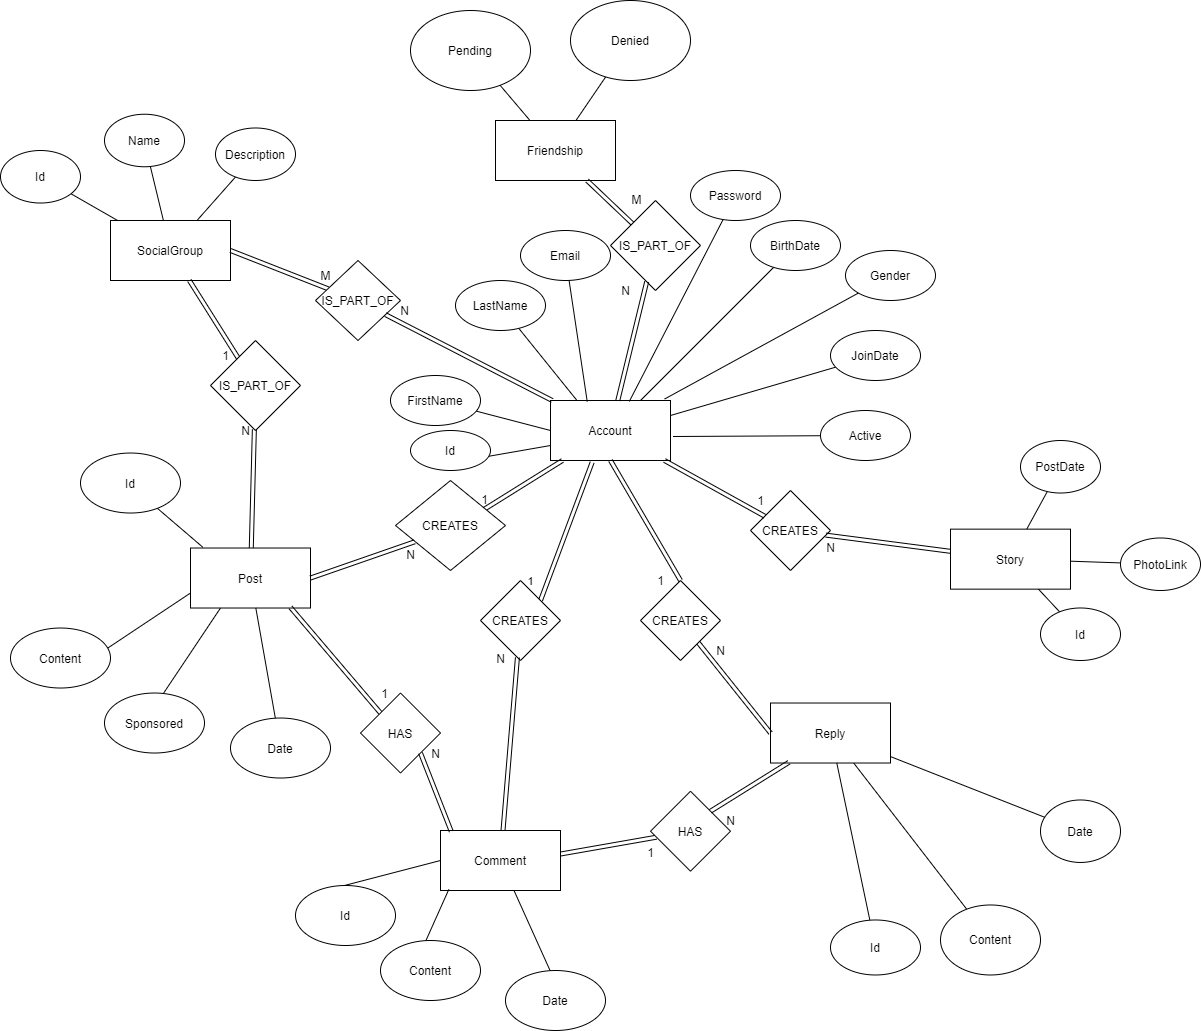 Pending
Denied
Friendship
Name
Description
Id
Password
M
IS_PART_OF
BirthDate
SocialGroup
Email
Gender
M
IS_PART_OF
N
N
LastName
1
JoinDate
IS_PART_OF
FirstName
N
Account
Active
Id
PostDate
Id
1
CREATES
N
1
CREATES
N
Story
PhotoLink
Post
1
CREATES
N
1
CREATES
N
Id
Content
Sponsored
Date
1
HAS
N
Reply
HAS
N
1
Date
Comment
Id
Content
Date
Id
Content